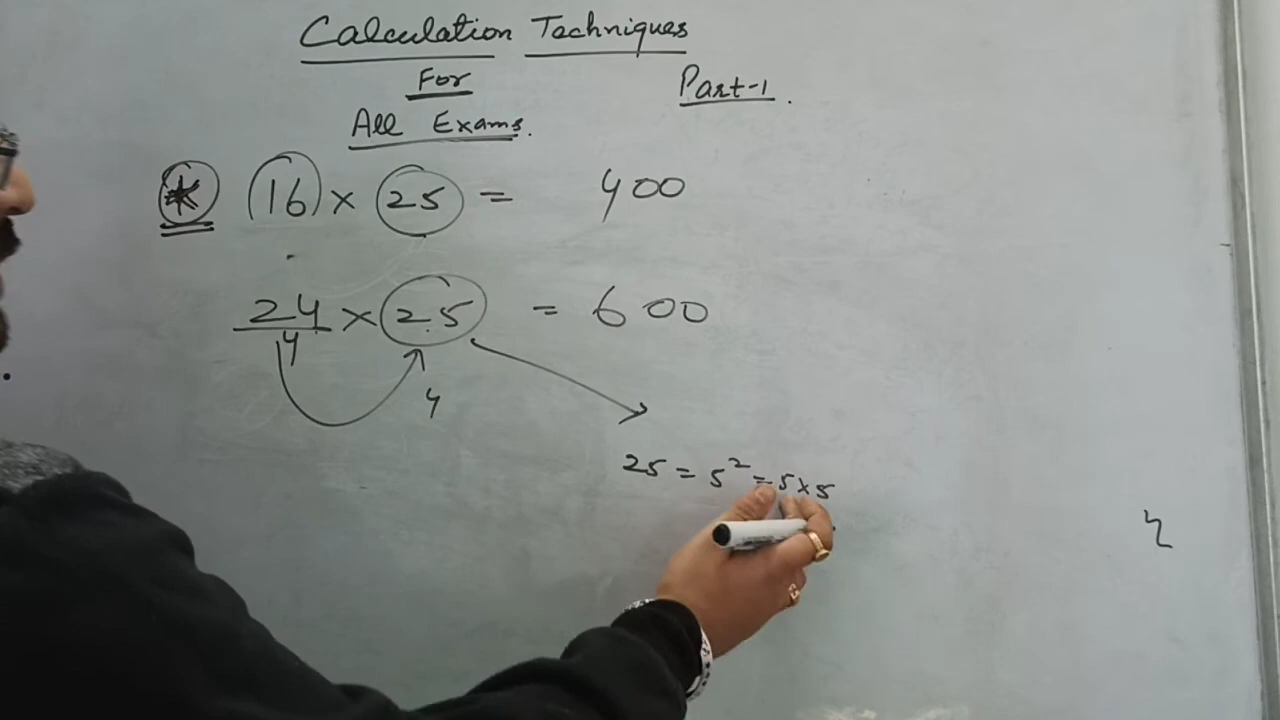 Calculation Techniques
For
Part-1.
All Exams.
* (16) × 25 = 400
24 × 25 = 600
4
4
25 = 5² = 5×5